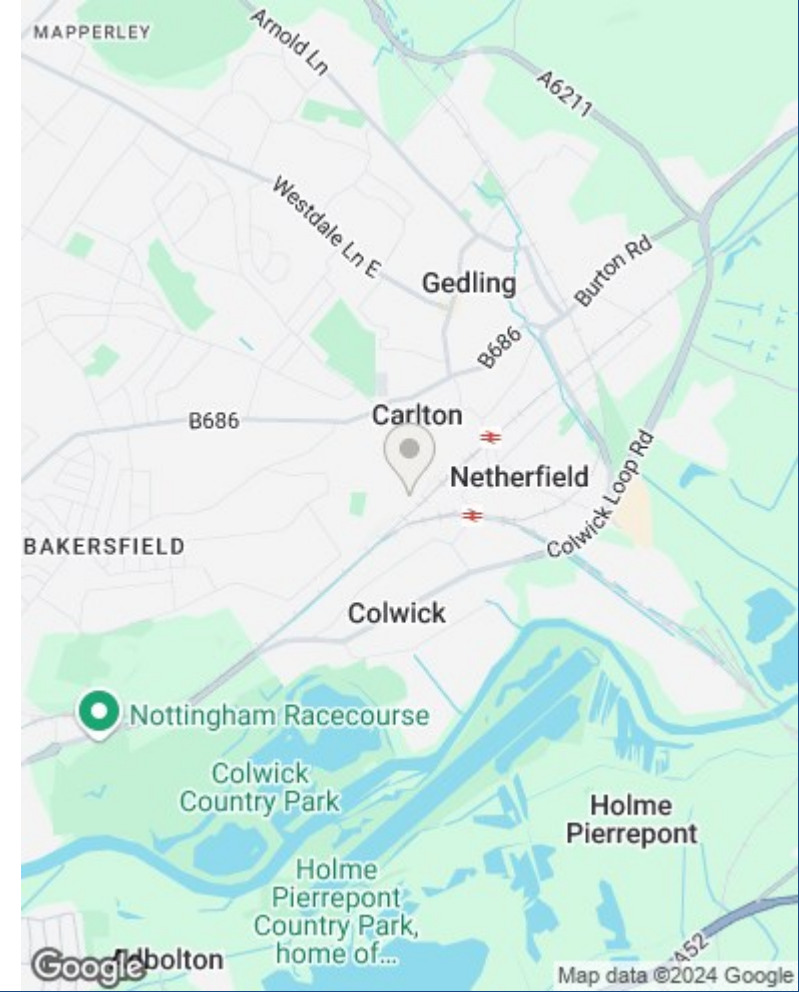 MAPPERLEY
Arnold Ln
A6211
Westdale Ln E
Gedling
Burton Rd
B686
Carlton
B686
Netherfield
Colwick Loop Rd
BAKERSFIELD
Colwick
Nottingham Racecourse
Colwick
Country Park
Holme
Pierrepont
Holme
Pierrepont
Country Park,
home of...
A52
Adbolton
Google
Map data ©2024 Google